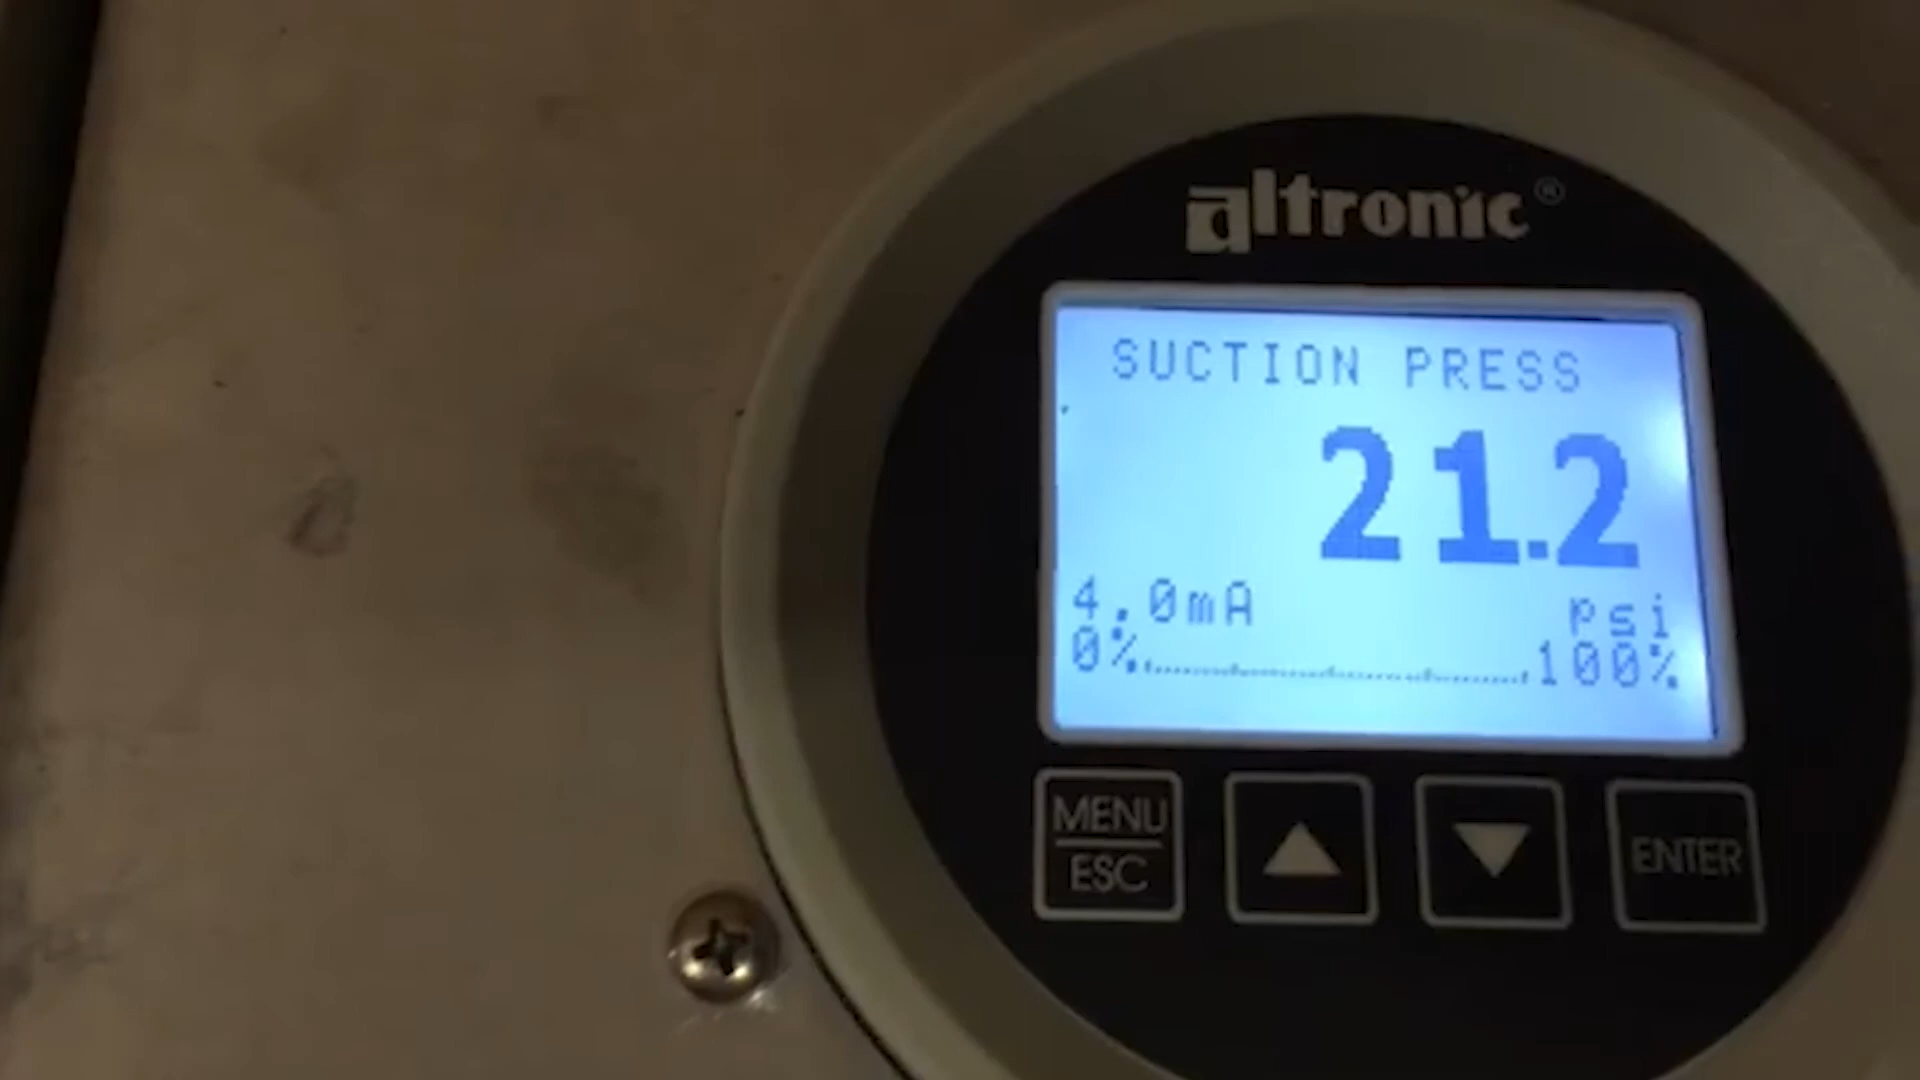 altronic®
SUCTION PRESS
21.2
4.0mA psi
0% 100%
MENU
ESC
ENTER